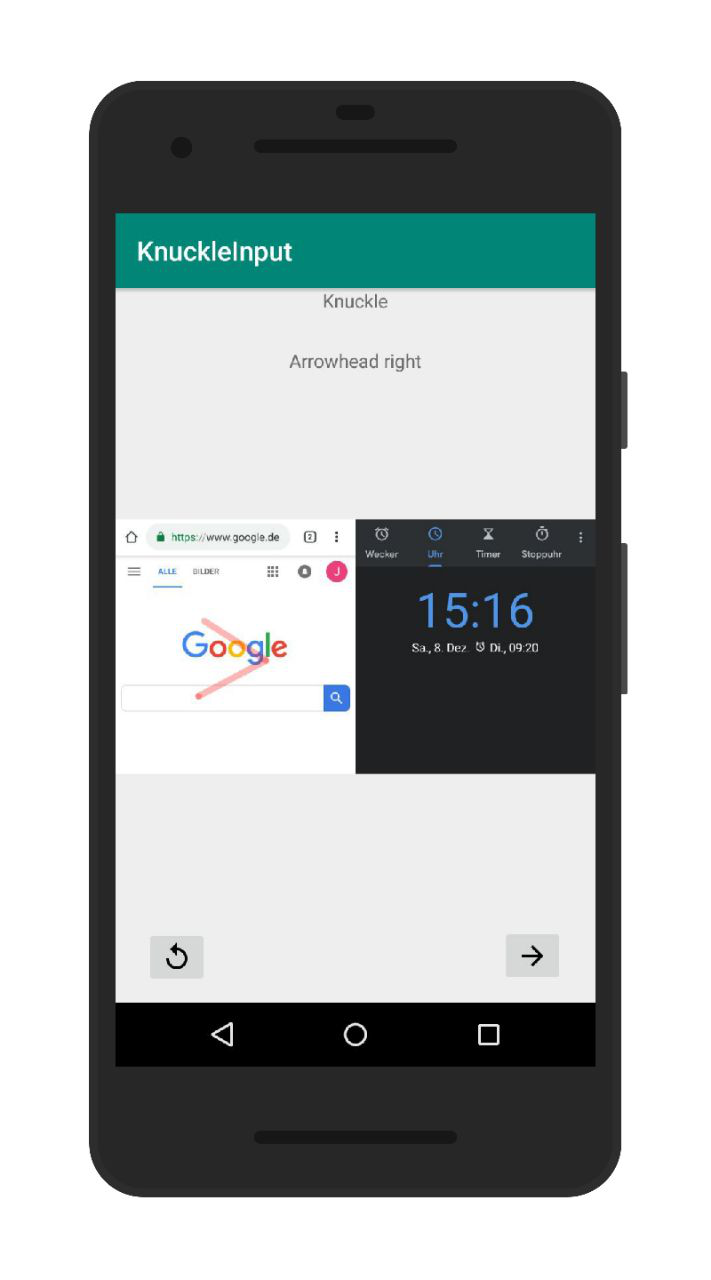 KnuckleInput
Knuckle
Arrowhead right
https://www.google.de
2
ALLE BILDER
J
Google
Wecker Uhr Timer Stoppuhr
15:16
Sa., 8. Dez. Di., 09:20